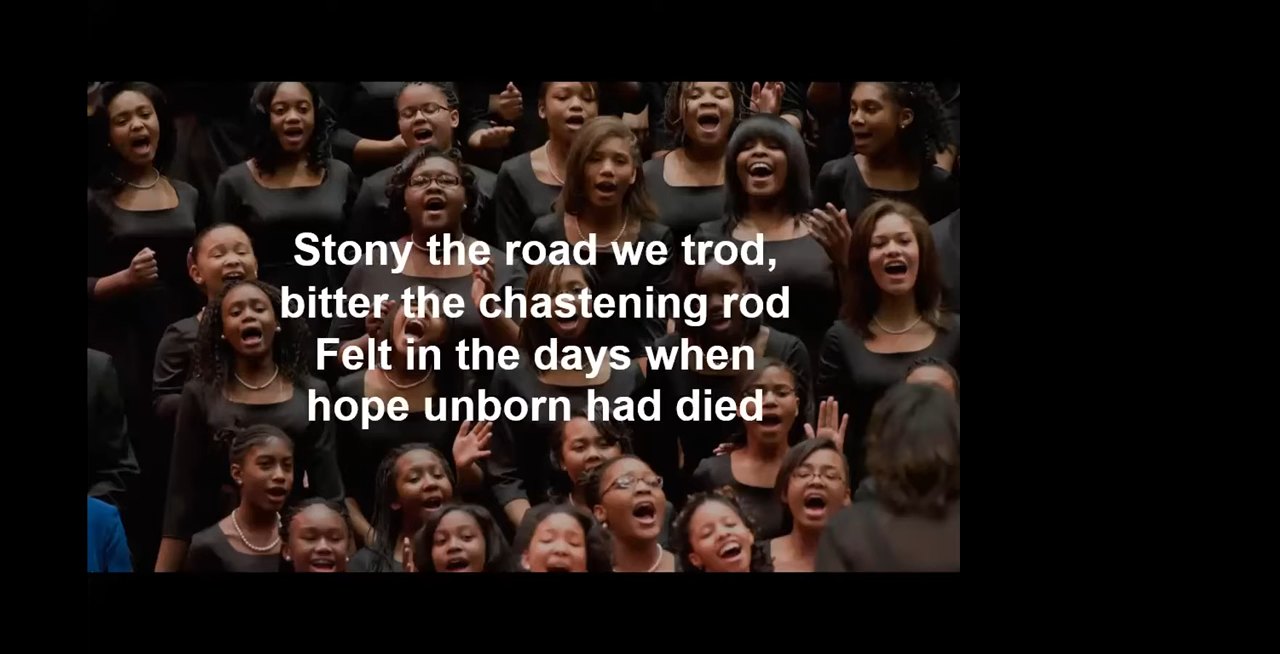 Stony the road we trod,
bitter the chastening rod
Felt in the days when
hope unborn had died